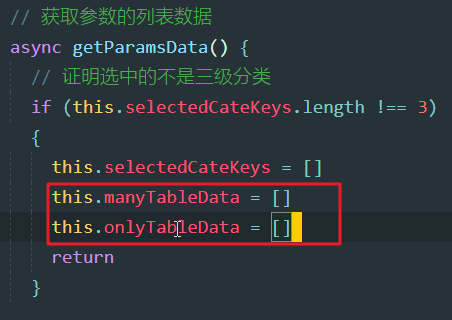 // 获取参数的列表数据
async getParamsData() {
// 证明选中的不是三级分类
if (this.selectedCateKeys.length !== 3)
{
this.selectedCateKeys = []
this.manyTableData = []
this.onlyTableData = []
return
}